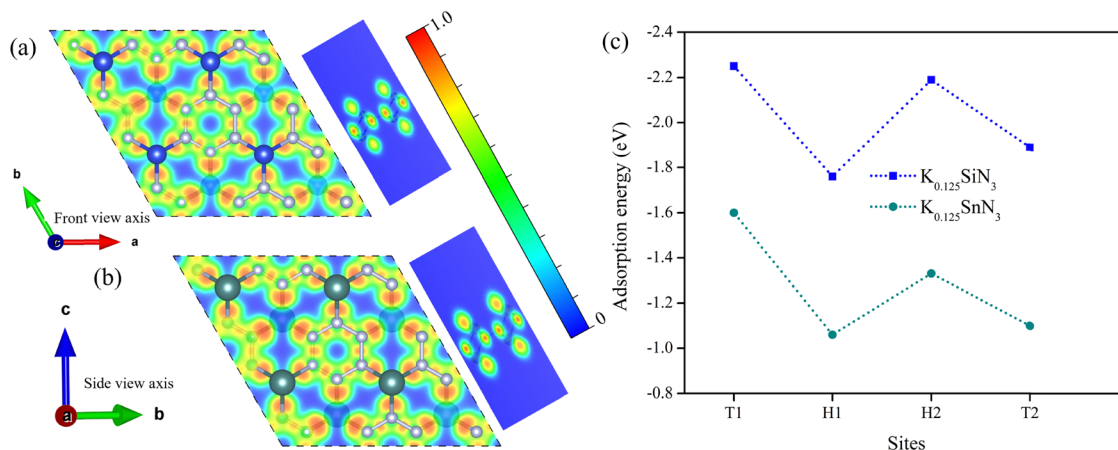 (a)
1.0
0
b
Front view axis
a
c
(b)
c
Side view axis
a
b
(c)
Adsorption energy (eV)
-2.4
-2.2
-2.0
-1.8
-1.6
-1.4
-1.2
-1.0
-0.8
K0.125SiN3
K0.125SnN3
T1 H1 H2 T2
Sites